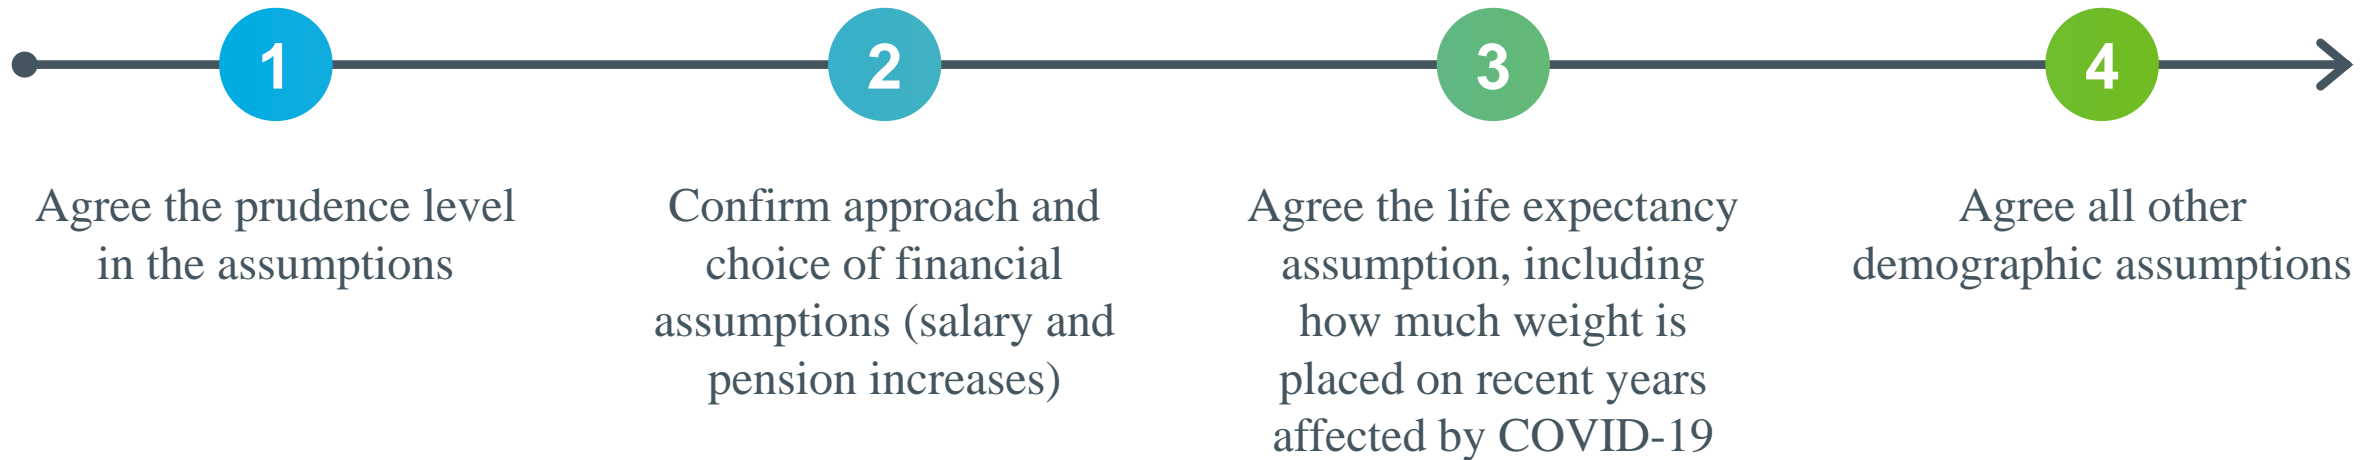 1
Agree the prudence level
in the assumptions
2
Confirm approach and
choice of financial
assumptions (salary and
pension increases)
3
Agree the life expectancy
assumption, including
how much weight is
placed on recent years
affected by COVID-19
4
Agree all other
demographic assumptions